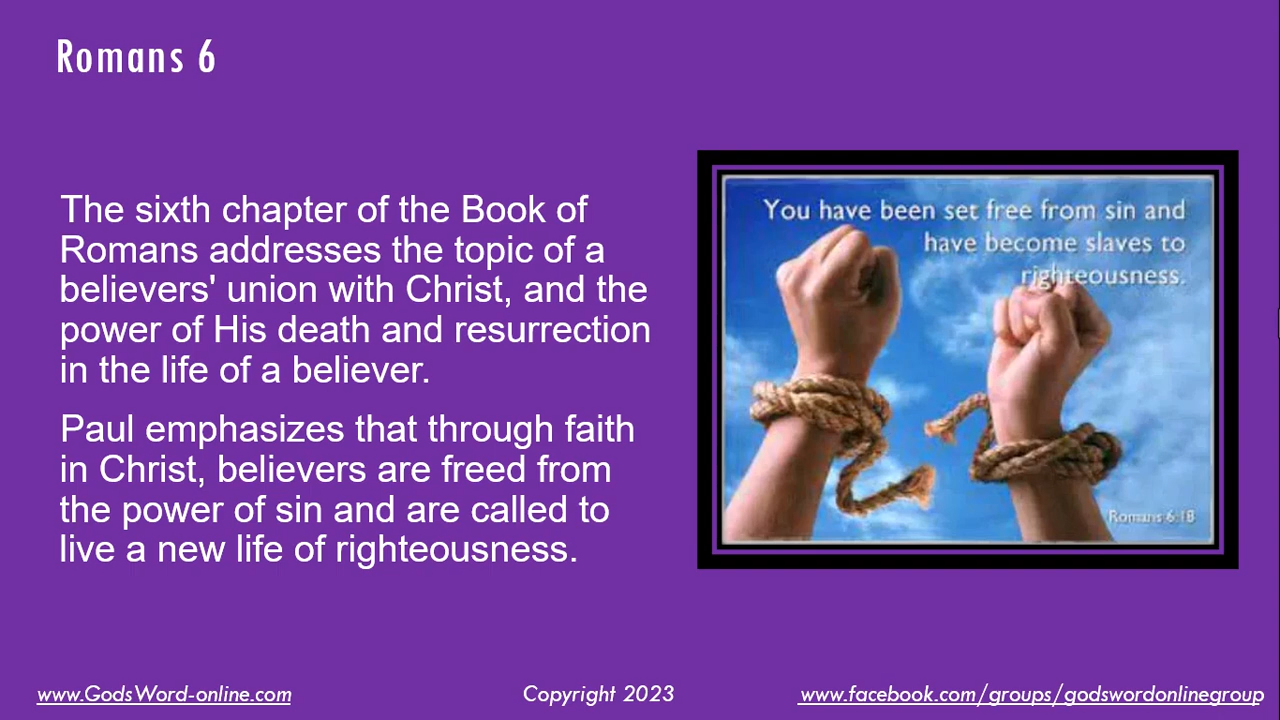 Romans 6
The sixth chapter of the Book of
Romans addresses the topic of a
believers' union with Christ, and the
power of His death and resurrection
in the life of a believer.
Paul emphasizes that through faith
in Christ, believers are freed from
the power of sin and are called to
live a new life of righteousness.
You have been set free from sin and
have become slaves to
righteousness.
Romans 6:18
www.GodsWord-online.com
Copyright 2023
www.facebook.com/groups/godswordonlinegroup